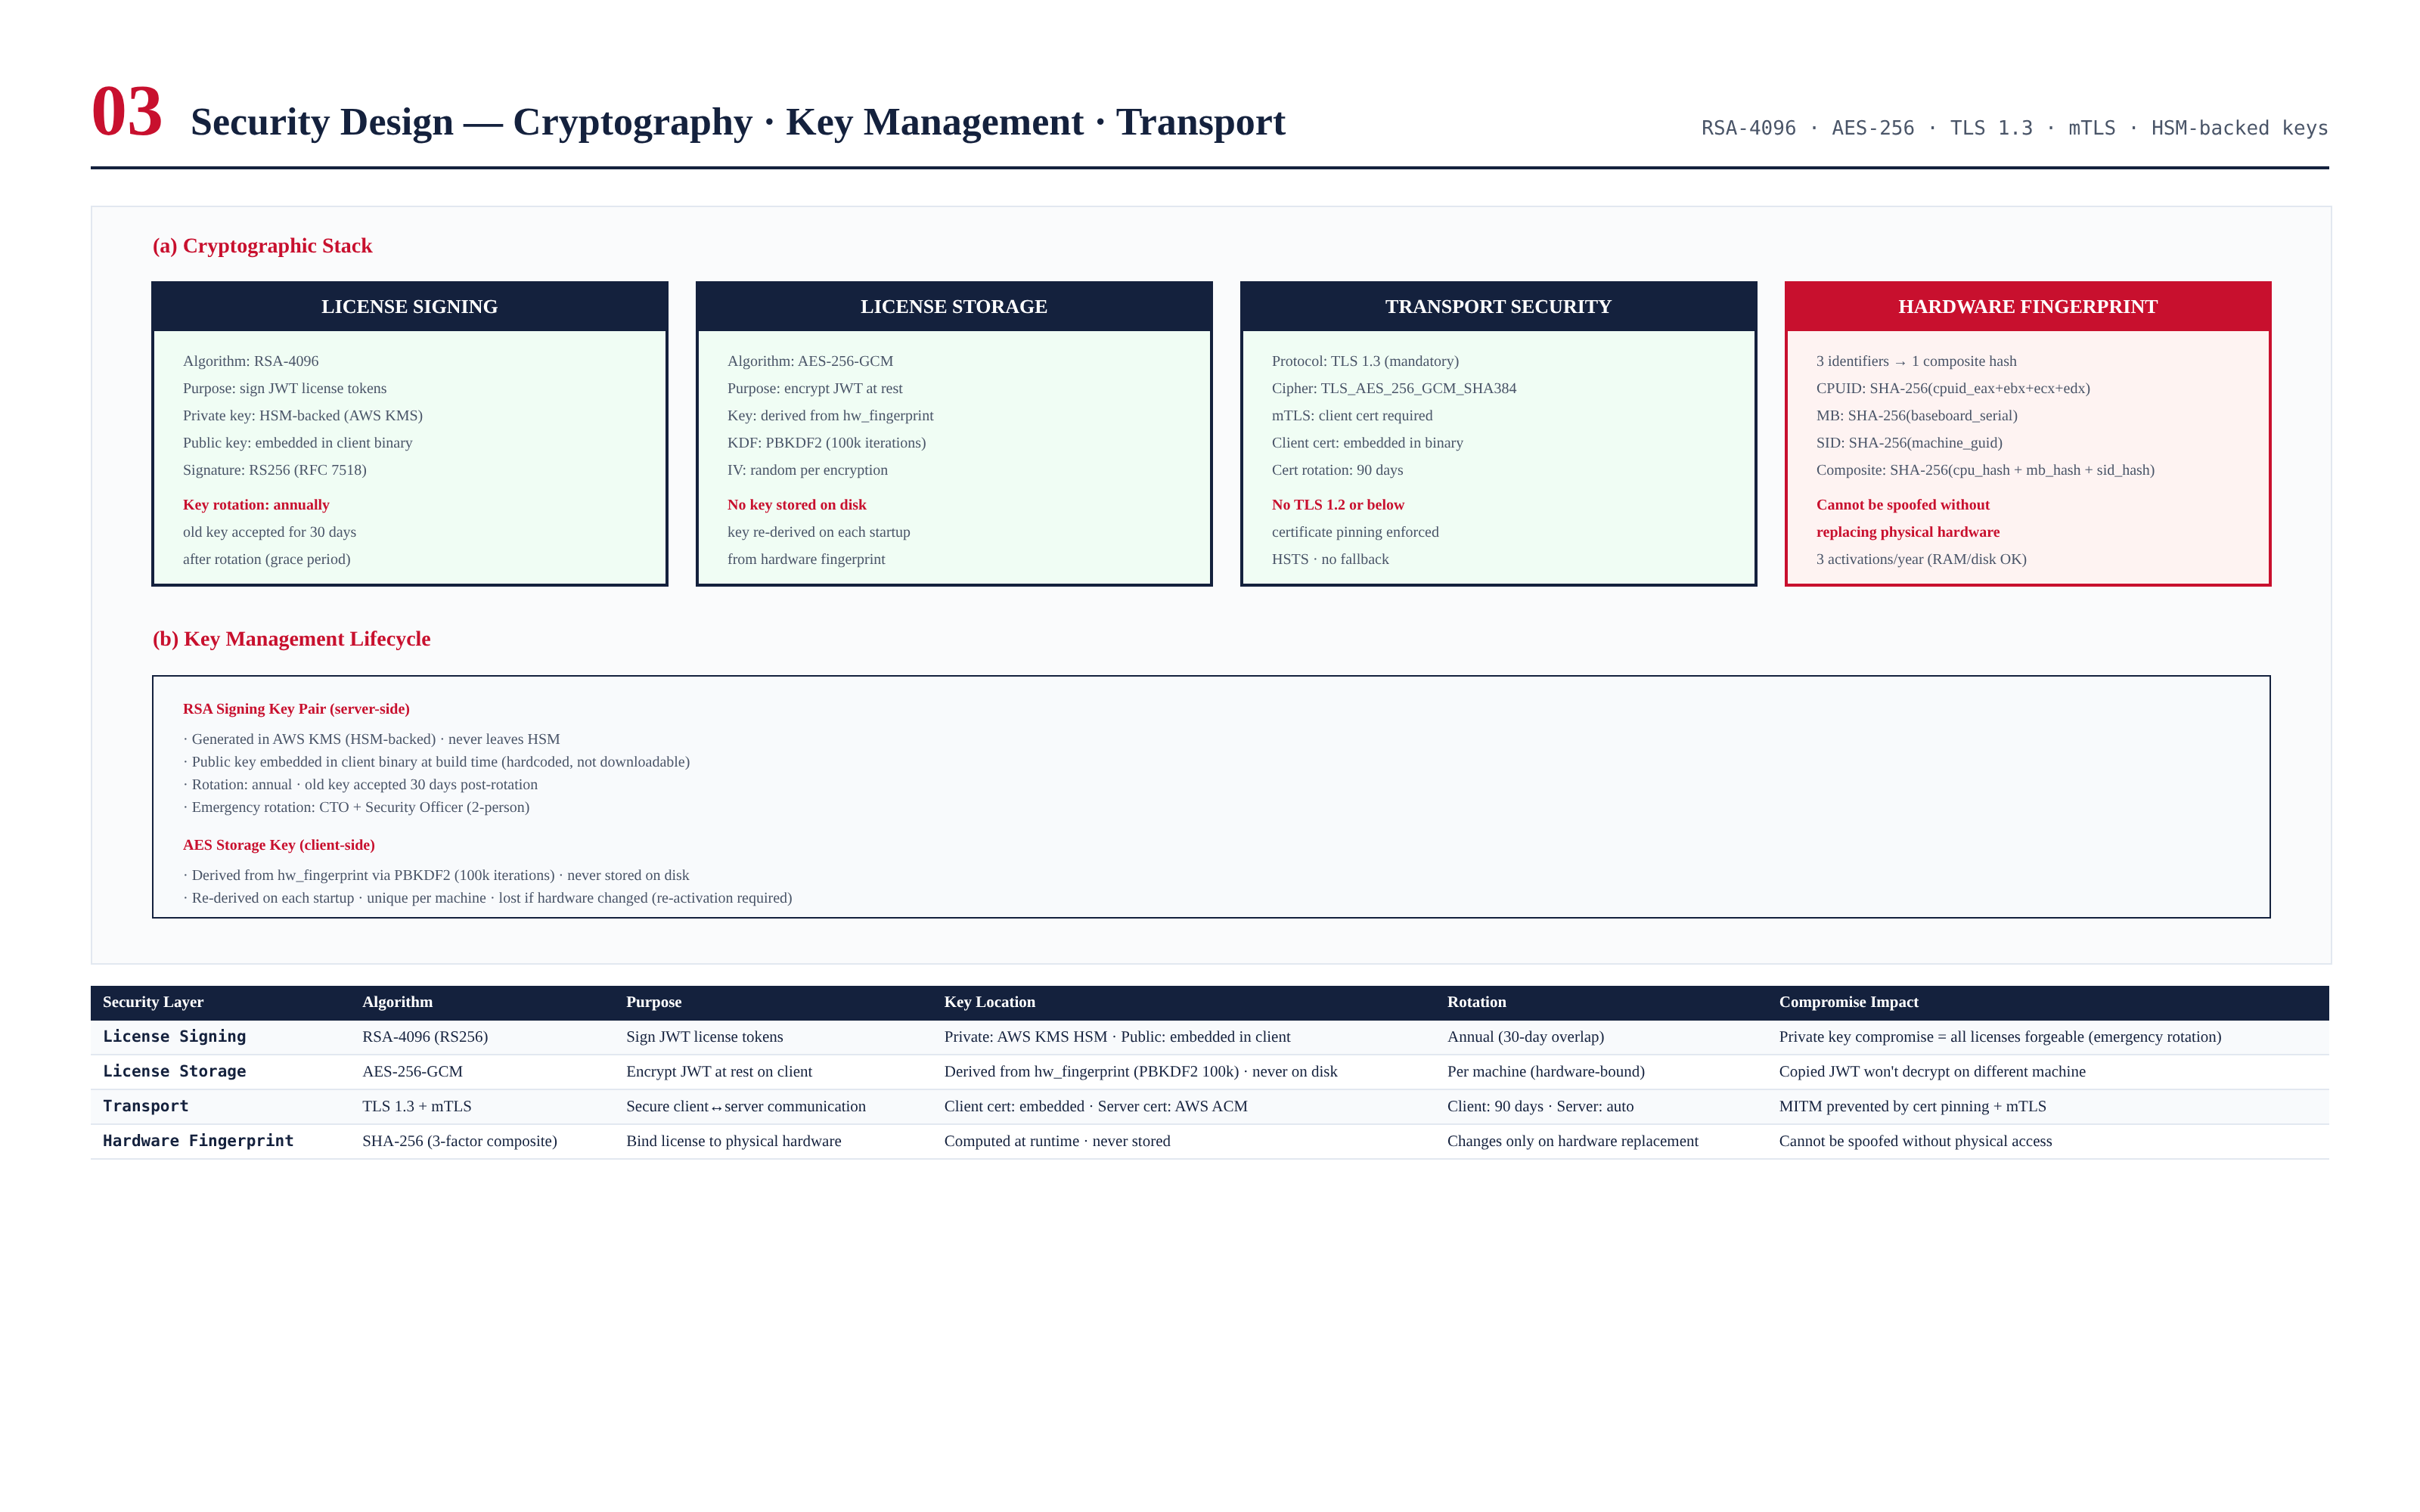 03 Security Design — Cryptography · Key Management · Transport
RSA-4096 · AES-256 · TLS 1.3 · mTLS · HSM-backed keys
(a) Cryptographic Stack
LICENSE SIGNING
Algorithm: RSA-4096
Purpose: sign JWT license tokens
Private key: HSM-backed (AWS KMS)
Public key: embedded in client binary
Signature: RS256 (RFC 7518)
Key rotation: annually
old key accepted for 30 days
after rotation (grace period)
LICENSE STORAGE
Algorithm: AES-256-GCM
Purpose: encrypt JWT at rest
Key: derived from hw_fingerprint
KDF: PBKDF2 (100k iterations)
IV: random per encryption
No key stored on disk
key re-derived on each startup
from hardware fingerprint
TRANSPORT SECURITY
Protocol: TLS 1.3 (mandatory)
Cipher: TLS_AES_256_GCM_SHA384
mTLS: client cert required
Client cert: embedded in binary
Cert rotation: 90 days
No TLS 1.2 or below
certificate pinning enforced
HSTS · no fallback
HARDWARE FINGERPRINT
3 identifiers → 1 composite hash
CPUID: SHA-256(cpuid_eax+ebx+ecx+edx)
MB: SHA-256(baseboard_serial)
SID: SHA-256(machine_guid)
Composite: SHA-256(cpu_hash + mb_hash + sid_hash)
Cannot be spoofed without
replacing physical hardware
3 activations/year (RAM/disk OK)
(b) Key Management Lifecycle
RSA Signing Key Pair (server-side)
· Generated in AWS KMS (HSM-backed) · never leaves HSM
· Public key embedded in client binary at build time (hardcoded, not downloadable)
· Rotation: annual · old key accepted 30 days post-rotation
· Emergency rotation: CTO + Security Officer (2-person)
AES Storage Key (client-side)
· Derived from hw_fingerprint via PBKDF2 (100k iterations) · never stored on disk
· Re-derived on each startup · unique per machine · lost if hardware changed (re-activation required)
Security Layer Algorithm Purpose Key Location Rotation Compromise Impact
License Signing RSA-4096 (RS256) Sign JWT license tokens Private: AWS KMS HSM · Public: embedded in client Annual (30-day overlap) Private key compromise = all licenses forgeable (emergency rotation)
License Storage AES-256-GCM Encrypt JWT at rest on client Derived from hw_fingerprint (PBKDF2 100k) · never on disk Per machine (hardware-bound) Copied JWT won't decrypt on different machine
Transport TLS 1.3 + mTLS Secure client↔server communication Client cert: embedded · Server cert: AWS ACM Client: 90 days · Server: auto MITM prevented by cert pinning + mTLS
Hardware Fingerprint SHA-256 (3-factor composite) Bind license to physical hardware Computed at runtime · never stored Changes only on hardware replacement Cannot be spoofed without physical access